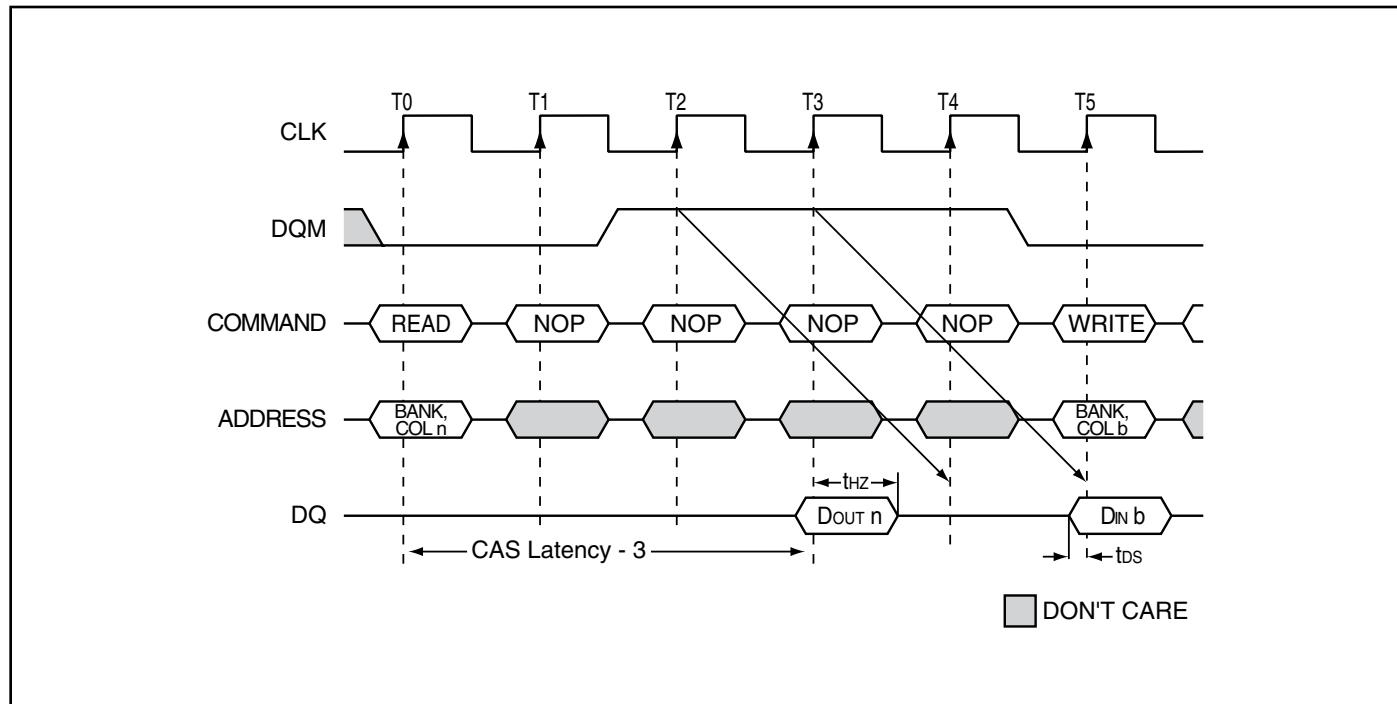 T0 T1 T2 T3 T4 T5
CLK
DQM
COMMAND READ NOP NOP NOP NOP WRITE
ADDRESS BANK, COL n BANK, COL b
tHZ
DQ DOUT n DIN b
CAS Latency - 3 tDS
DON'T CARE